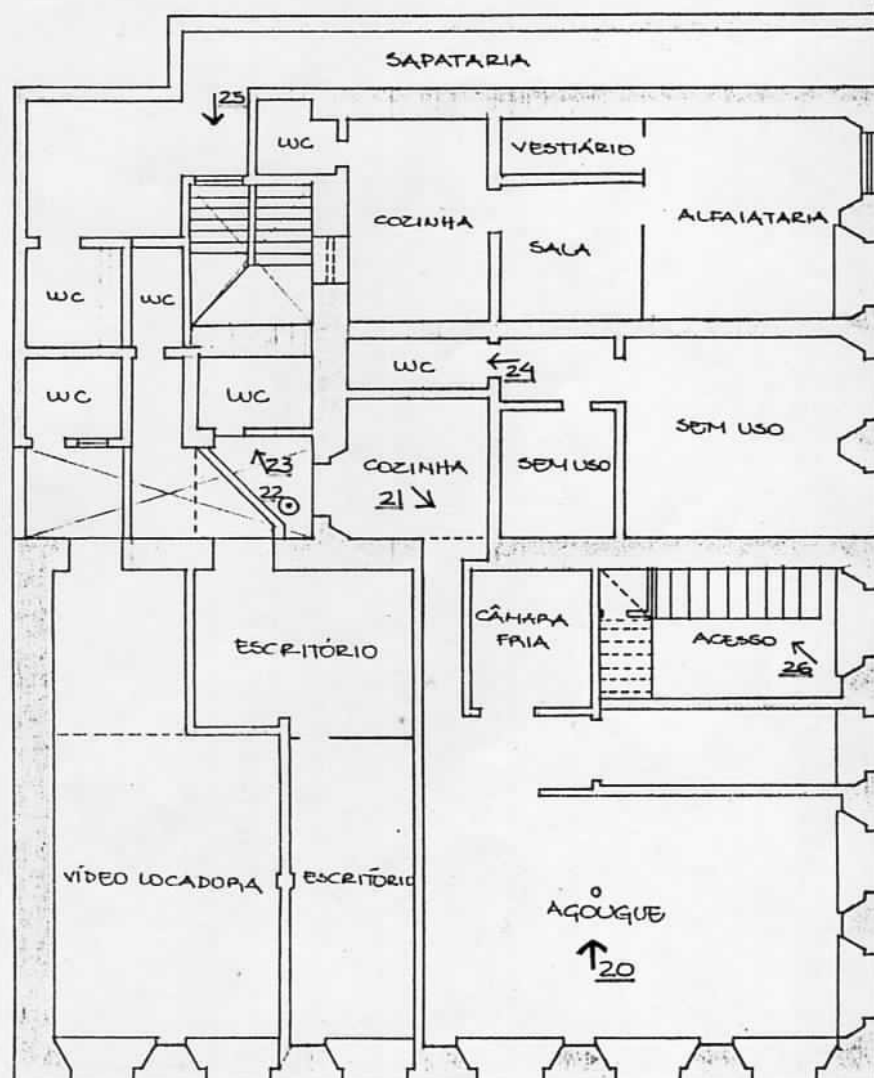 SAPATARIA
25
WC
VESTIÁRIO
COZINHA
ALFAIATARIA
SALA
WC
WC
WC
24
WC
WC
SEM USO
23
COZINHA
SEM USO
22
21
CÂMARA
FRIA
ACESSO
ESCRITÓRIO
26
VÍDEO LOCADORA
ESCRITÓRIO
AGOUGUE
20